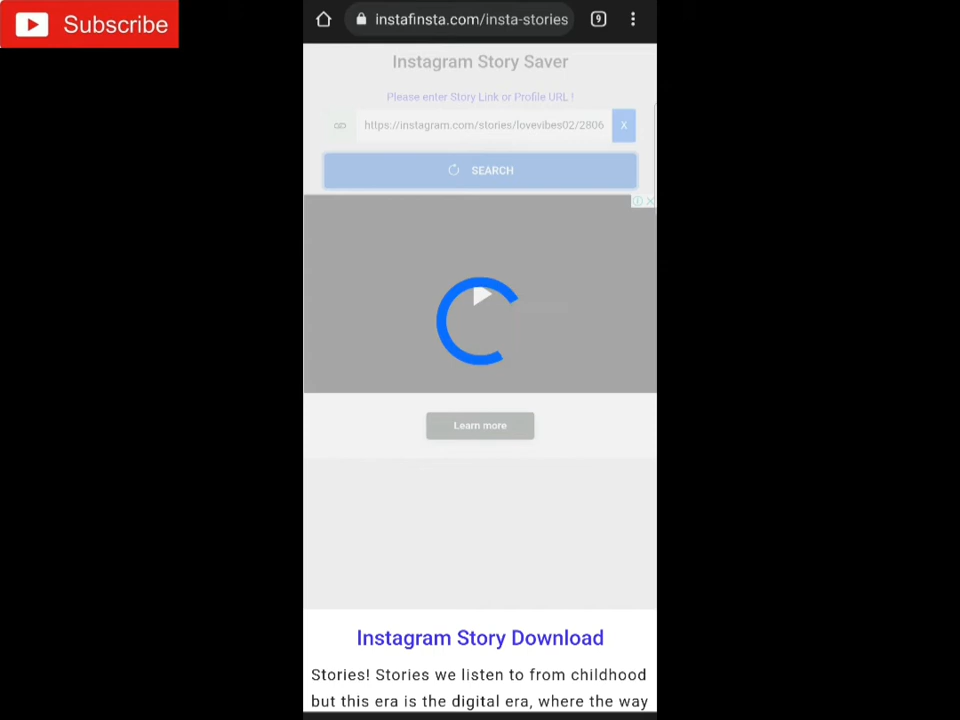 Subscribe
instafinsta.com/insta-stories
9
Instagram Story Saver
Please enter Story Link or Profile URL !
https://instagram.com/stories/lovevibes02/2806
X
SEARCH
Learn more
Instagram Story Download
Stories! Stories we listen to from childhood
but this era is the digital era, where the way